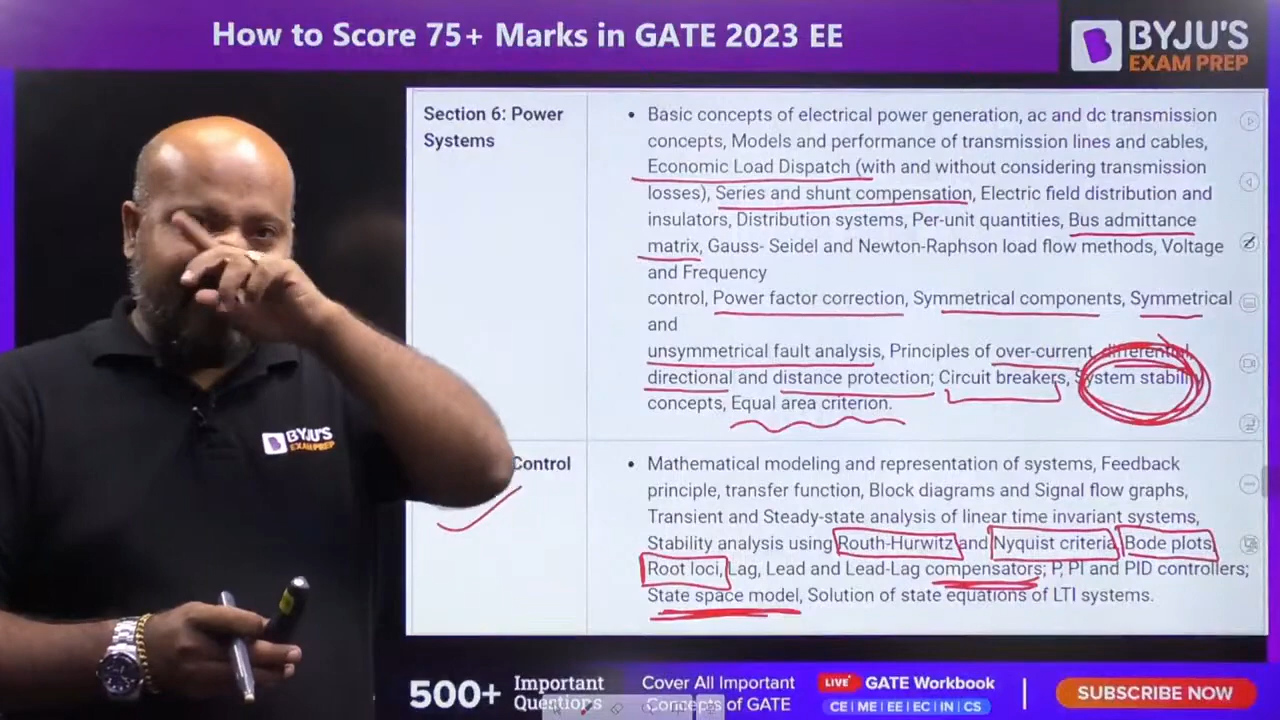 How to Score 75+ Marks in GATE 2023 EE
BYJU'S
EXAM PREP
Section 6: Power
Systems
Basic concepts of electrical power generation, ac and dc transmission
concepts, Models and performance of transmission lines and cables,
Economic Load Dispatch (with and without considering transmission
losses), Series and shunt compensation, Electric field distribution and
insulators, Distribution systems, Per-unit quantities, Bus admittance
matrix, Gauss- Seidel and Newton-Raphson load flow methods, Voltage
and Frequency
control, Power factor correction, Symmetrical components, Symmetrical
and
unsymmetrical fault analysis, Principles of over-current, differential,
directional and distance protection; Circuit breakers, System stability
concepts, Equal area criterion.
Control
Mathematical modeling and representation of systems, Feedback
principle, transfer function, Block diagrams and Signal flow graphs,
Transient and Steady-state analysis of linear time invariant systems,
Stability analysis using Routh-Hurwitz and Nyquist criteria, Bode plots,
Root loci, Lag, Lead and Lead-Lag compensators; P, PI and PID controllers;
State space model, Solution of state equations of LTI systems.
BYJU'S
EXAM PREP
500+
Important
Questions
Cover All Important
Concepts of GATE
LIVE GATE Workbook
CE | ME | EE | EC | IN | CS
SUBSCRIBE NOW